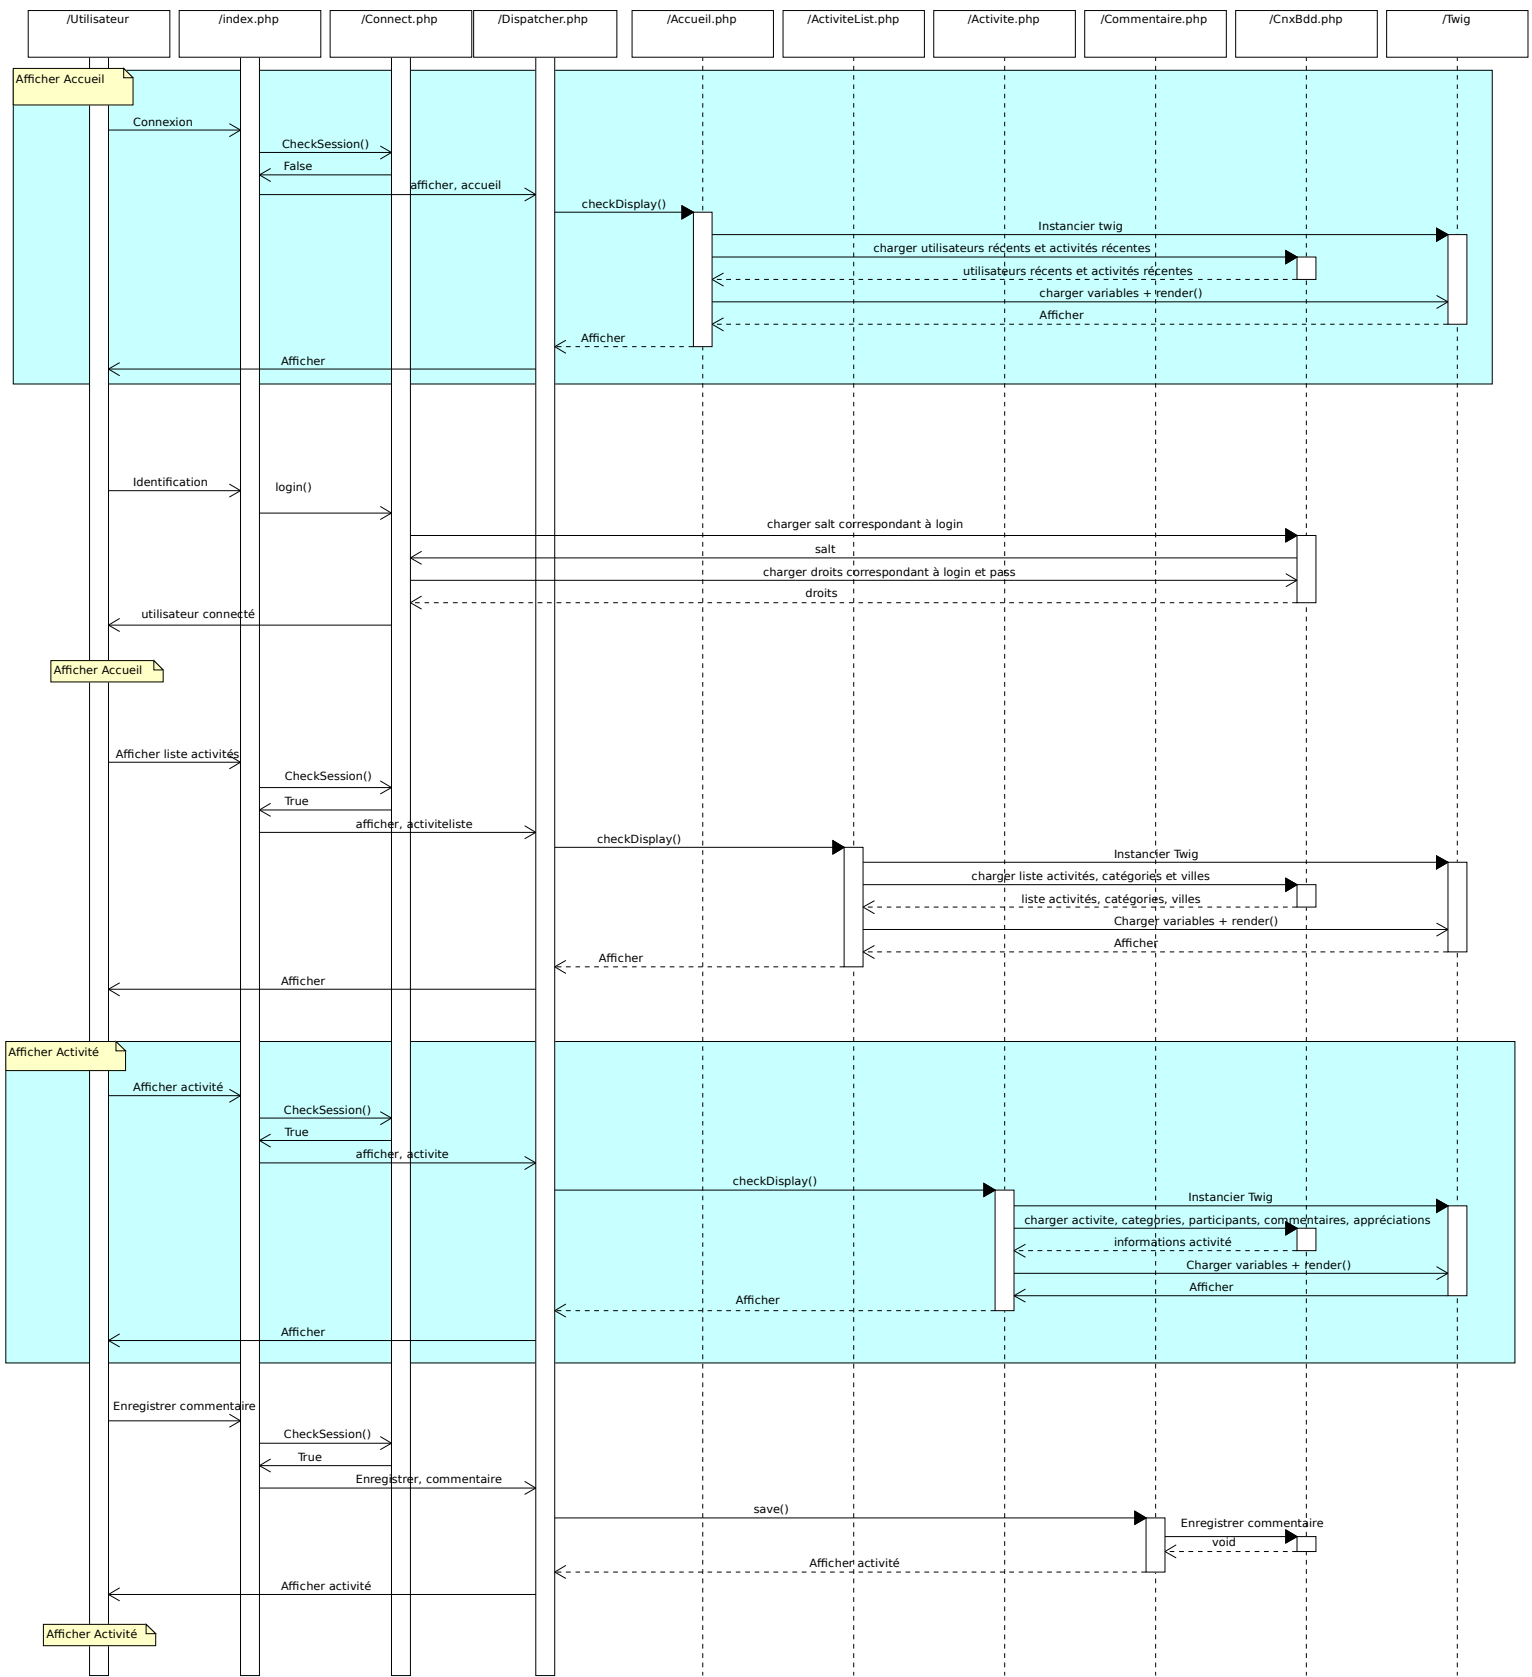 /Utilisateur
/index.php
/Connect.php
/Dispatcher.php
/Accueil.php
/ActiviteList.php
/Activite.php
/Commentaire.php
/CnxBdd.php
/Twig
Afficher Accueil
Connexion
CheckSession()
False
afficher, accueil
checkDisplay()
Instancier twig
charger utilisateurs récents et activités récentes
utilisateurs récents et activités récentes
charger variables + render()
Afficher
Afficher
Afficher
Identification
login()
charger salt correspondant à login
salt
charger droits correspondant à login et pass
droits
utilisateur connecté
Afficher Accueil
Afficher liste activités
CheckSession()
True
afficher, activiteliste
checkDisplay()
Instancier Twig
charger liste activités, catégories et villes
liste activités, catégories, villes
Charger variables + render()
Afficher
Afficher
Afficher
Afficher Activité
Afficher activité
CheckSession()
True
afficher, activite
checkDisplay()
Instancier Twig
charger activite, categories, participants, commentaires, appréciations
informations activité
Charger variables + render()
Afficher
Afficher
Afficher
Enregistrer commentaire
CheckSession()
True
Enregistrer, commentaire
save()
Enregistrer commentaire
void
Afficher activité
Afficher activité
Afficher Activité